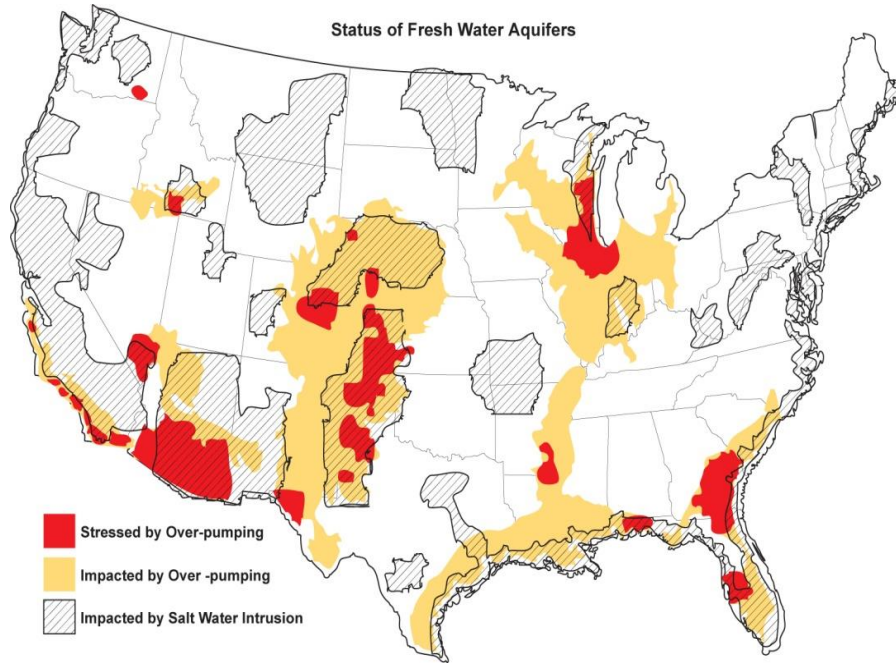 Status of Fresh Water Aquifers
Stressed by Over-pumping
Impacted by Over -pumping
Impacted by Salt Water Intrusion